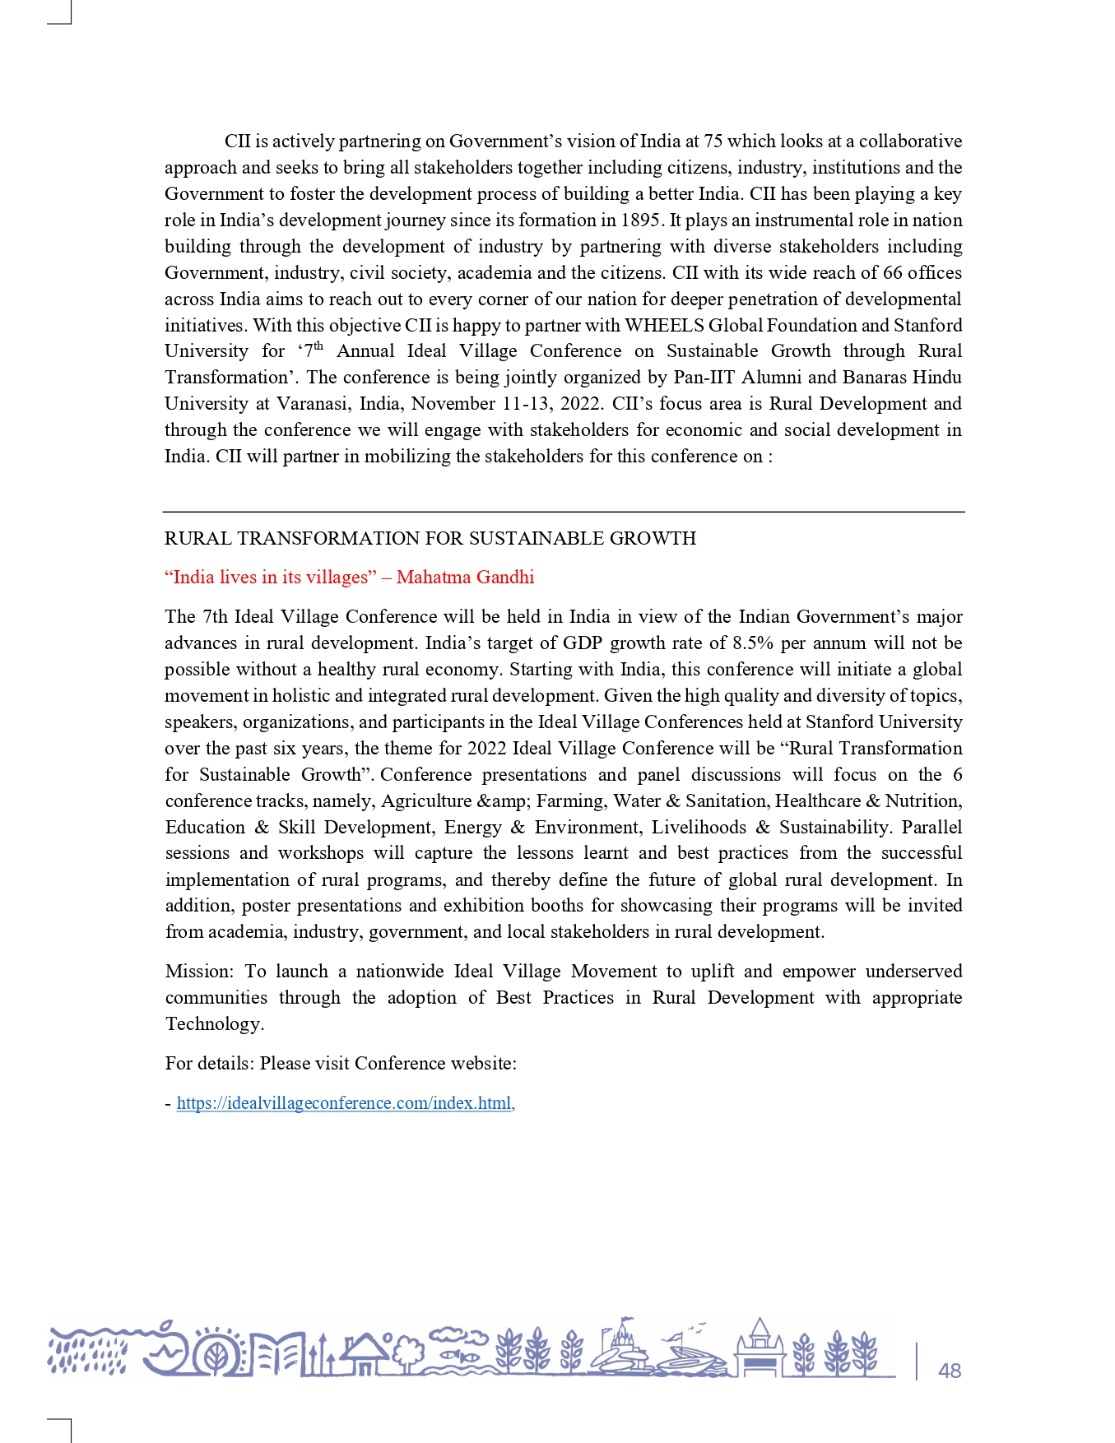 CII is actively partnering on Government’s vision of India at 75 which looks at a collaborative
approach and seeks to bring all stakeholders together including citizens, industry, institutions and the
Government to foster the development process of building a better India. CII has been playing a key
role in India’s development journey since its formation in 1895. It plays an instrumental role in nation
building through the development of industry by partnering with diverse stakeholders including
Government, industry, civil society, academia and the citizens. CII with its wide reach of 66 offices
across India aims to reach out to every corner of our nation for deeper penetration of developmental
initiatives. With this objective CII is happy to partner with WHEELS Global Foundation and Stanford
University for ‘7th Annual Ideal Village Conference on Sustainable Growth through Rural
Transformation’. The conference is being jointly organized by Pan-IIT Alumni and Banaras Hindu
University at Varanasi, India, November 11-13, 2022. CII’s focus area is Rural Development and
through the conference we will engage with stakeholders for economic and social development in
India. CII will partner in mobilizing the stakeholders for this conference on :
RURAL TRANSFORMATION FOR SUSTAINABLE GROWTH
“India lives in its villages” – Mahatma Gandhi
The 7th Ideal Village Conference will be held in India in view of the Indian Government’s major
advances in rural development. India’s target of GDP growth rate of 8.5% per annum will not be
possible without a healthy rural economy. Starting with India, this conference will initiate a global
movement in holistic and integrated rural development. Given the high quality and diversity of topics,
speakers, organizations, and participants in the Ideal Village Conferences held at Stanford University
over the past six years, the theme for 2022 Ideal Village Conference will be “Rural Transformation
for Sustainable Growth”. Conference presentations and panel discussions will focus on the 6
conference tracks, namely, Agriculture &amp; Farming, Water & Sanitation, Healthcare & Nutrition,
Education & Skill Development, Energy & Environment, Livelihoods & Sustainability. Parallel
sessions and workshops will capture the lessons learnt and best practices from the successful
implementation of rural programs, and thereby define the future of global rural development. In
addition, poster presentations and exhibition booths for showcasing their programs will be invited
from academia, industry, government, and local stakeholders in rural development.
Mission: To launch a nationwide Ideal Village Movement to uplift and empower underserved
communities through the adoption of Best Practices in Rural Development with appropriate
Technology.
For details: Please visit Conference website:
- https://idealvillageconference.com/index.html,
48